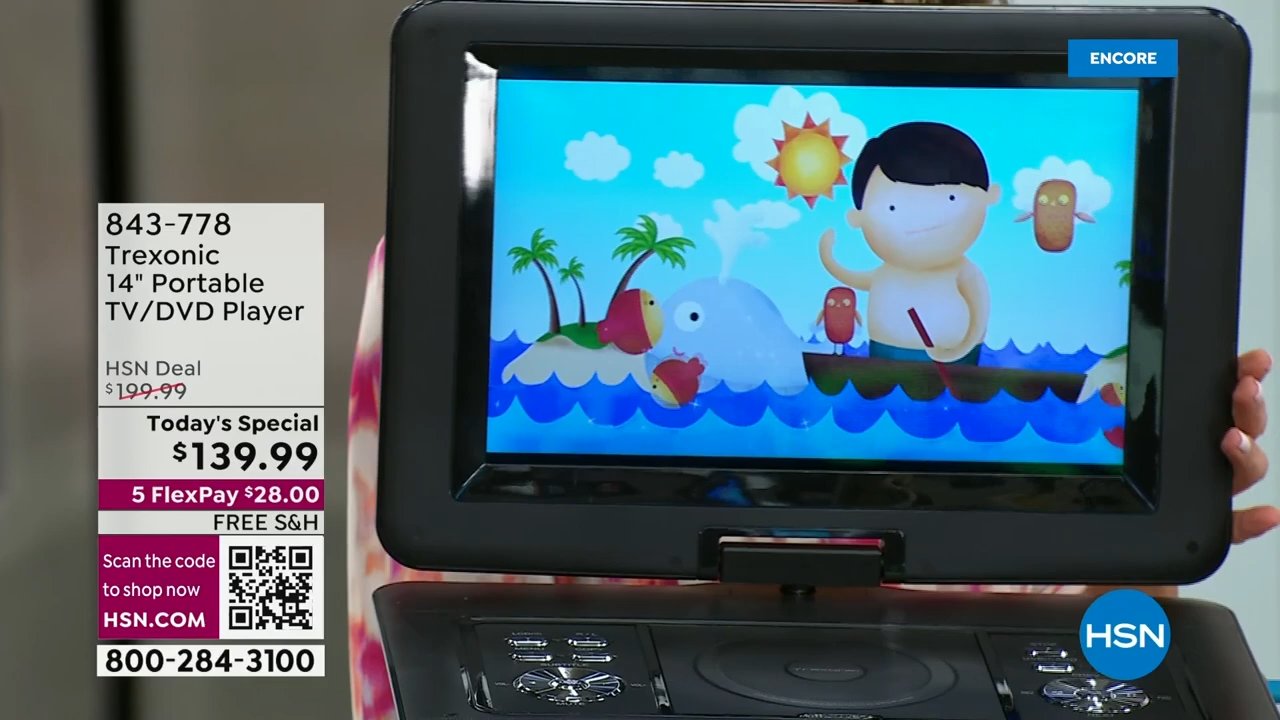 ENCORE
843-778
Trexonic
14" Portable
TV/DVD Player
HSN Deal
$199.99
Today's Special
$139.99
5 FlexPay $28.00
FREE S&H
Scan the code
to shop now
HSN.COM
800-284-3100
HSN